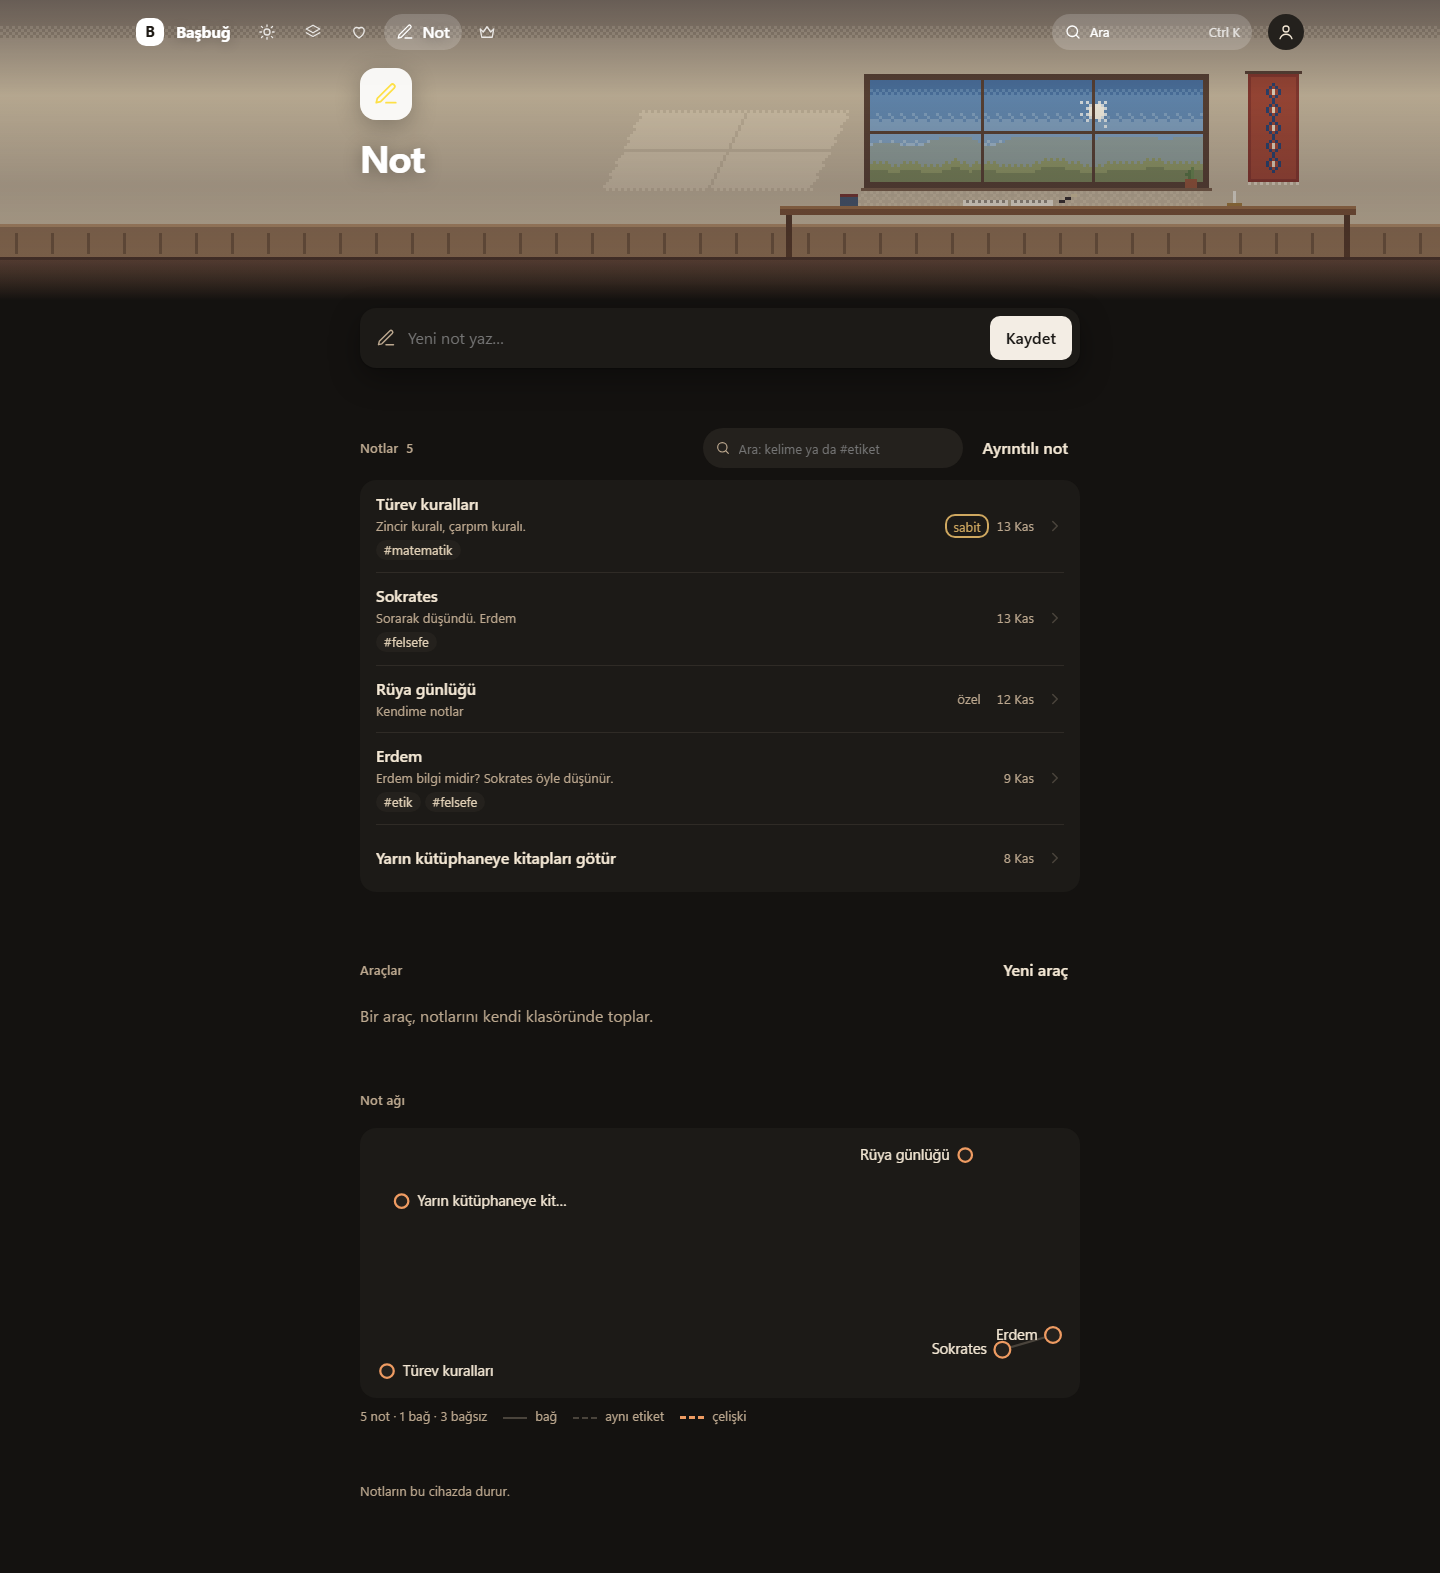 B Başbuğ Not Ara Ctrl K
Not
Yeni not yaz... Kaydet
Notlar 5 Ara: kelime ya da #etiket Ayrıntılı not
Türev kuralları
Zincir kuralı, çarpım kuralı. sabit 13 Kas
#matematik
Sokrates
Sorarak düşündü. Erdem 13 Kas
#felsefe
Rüya günlüğü
Kendime notlar özel 12 Kas
Erdem
Erdem bilgi midir? Sokrates öyle düşünür. 9 Kas
#etik #felsefe
Yarın kütüphaneye kitapları götür 8 Kas
Araçlar Yeni araç
Bir araç, notlarını kendi klasöründe toplar.
Not ağı
Rüya günlüğü
Yarın kütüphaneye kit...
Erdem
Sokrates
Türev kuralları
5 not · 1 bağ · 3 bağsız bağ aynı etiket çelişki
Notların bu cihazda durur.